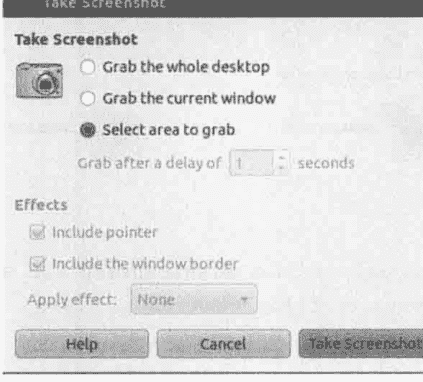 Take Screenshot
Take Screenshot
Grab the whole desktop
Grab the current window
Select area to grab
Grab after a delay of 1 seconds
Effects
Include pointer
Include the window border
Apply effect: None
Help Cancel Take Screenshot